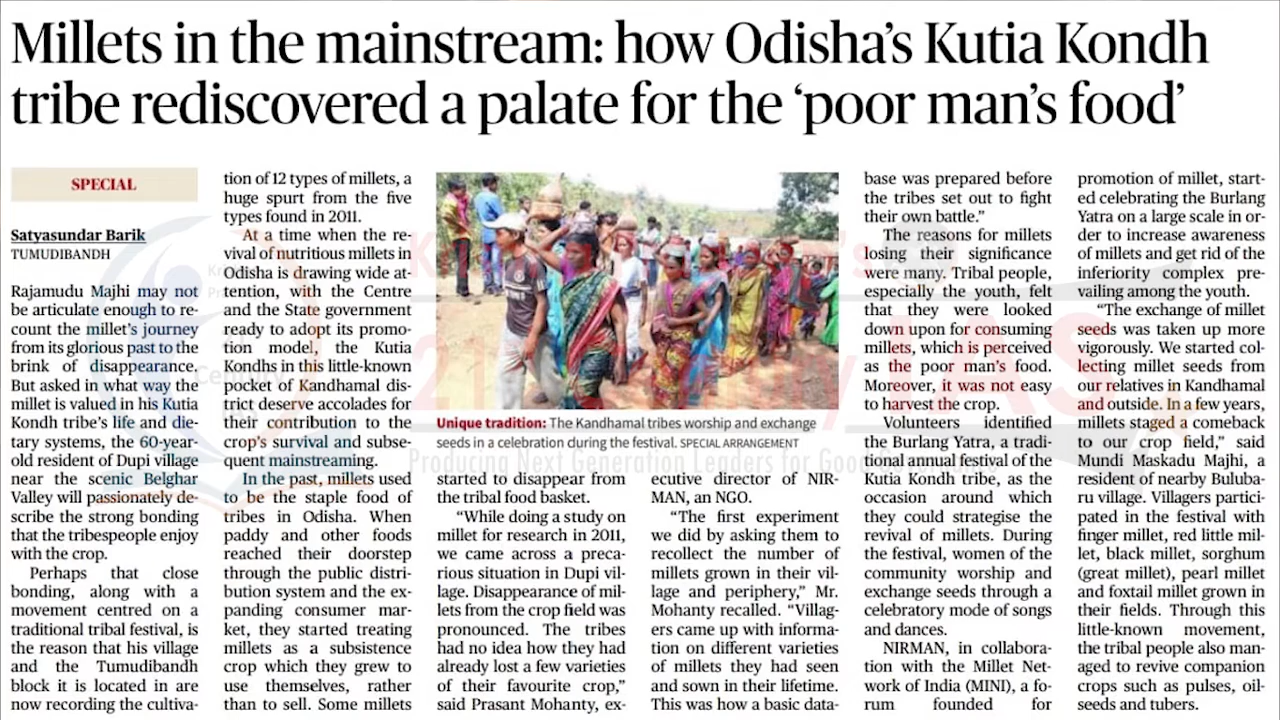 Millets in the mainstream: how Odisha's Kutia Kondh
tribe rediscovered a palate for the 'poor man's food'
SPECIAL
Satyasundar Barik
TUMUDIBANDH
Rajamudu Majhi may not
be articulate enough to re-
count the millet's journey
from its glorious past to the
brink of disappearance.
But asked in what way the
millet is valued in his Kutia
Kondh tribe's life and die-
tary systems, the 60-year-
old resident of Dupi village
near the scenic Belghar
Valley will passionately de-
scribe the strong bonding
that the tribespeople enjoy
with the crop.
Perhaps that close
bonding, along with a
movement centred on a
traditional tribal festival, is
the reason that his village
and the Tumudibandh
block it is located in are
now recording the cultiva-
tion of 12 types of millets, a
huge spurt from the five
types found in 2011.
At a time when the re-
vival of nutritious millets in
Odisha is drawing wide at-
tention, with the Centre
and the State government
ready to adopt its promo-
tion model, the Kutia
Kondhs in this little-known
pocket of Kandhamal dis-
trict deserve accolades for
their contribution to the
crop's survival and subse-
quent mainstreaming.
In the past, millets used
to be the staple food of
tribes in Odisha. When
paddy and other foods
reached their doorstep
through the public distri-
bution system and the ex-
panding consumer mar-
ket, they started treating
millets as a subsistence
crop which they grew to
use themselves, rather
than to sell. Some millets
Unique tradition: The Kandhamal tribes worship and exchange
seeds in a celebration during the festival. SPECIAL ARRANGEMENT
started to disappear from
the tribal food basket.
"While doing a study on
millet for research in 2011,
we came across a preca-
rious situation in Dupi vil-
lage. Disappearance of mil-
lets from the crop field was
pronounced. The tribes
had no idea how they had
already lost a few varieties
of their favourite crop,"
said Prasant Mohanty, ex-
ecutive director of NIR-
MAN, an NGO.
"The first experiment
we did by asking them to
recollect the number of
millets grown in their vil-
lage and periphery," Mr.
Mohanty recalled. "Villag-
ers came up with informa-
tion on different varieties
of millets they had seen
and sown in their lifetime.
This was how a basic data-
base was prepared before
the tribes set out to fight
their own battle."
The reasons for millets
losing their significance
were many. Tribal people,
especially the youth, felt
that they were looked
down upon for consuming
millets, which is perceived
as the poor man's food.
Moreover, it was not easy
to harvest the crop.
Volunteers identified
the Burlang Yatra, a tradi-
tional annual festival of the
Kutia Kondh tribe, as the
occasion around which
they could strategise the
revival of millets. During
the festival, women of the
community worship and
exchange seeds through a
celebratory mode of songs
and dances.
NIRMAN, in collabora-
tion with the Millet Net-
work of India (MINI), a fo-
rum founded for
promotion of millet, start-
ed celebrating the Burlang
Yatra on a large scale in or-
der to increase awareness
of millets and get rid of the
inferiority complex pre-
vailing among the youth.
"The exchange of millet
seeds was taken up more
vigorously. We started col-
lecting millet seeds from
our relatives in Kandhamal
and outside. In a few years,
millets staged a comeback
to our crop field," said
Mundi Maskadu Majhi, a
resident of nearby Buluba-
ru village. Villagers partici-
pated in the festival with
finger millet, red little mil-
let, black millet, sorghum
(great millet), pearl millet
and foxtail millet grown in
their fields. Through this
little-known movement,
the tribal people also man-
aged to revive companion
crops such as pulses, oil-
seeds and tubers.
21st Century IAS
Producing Next Generation Leaders for Good